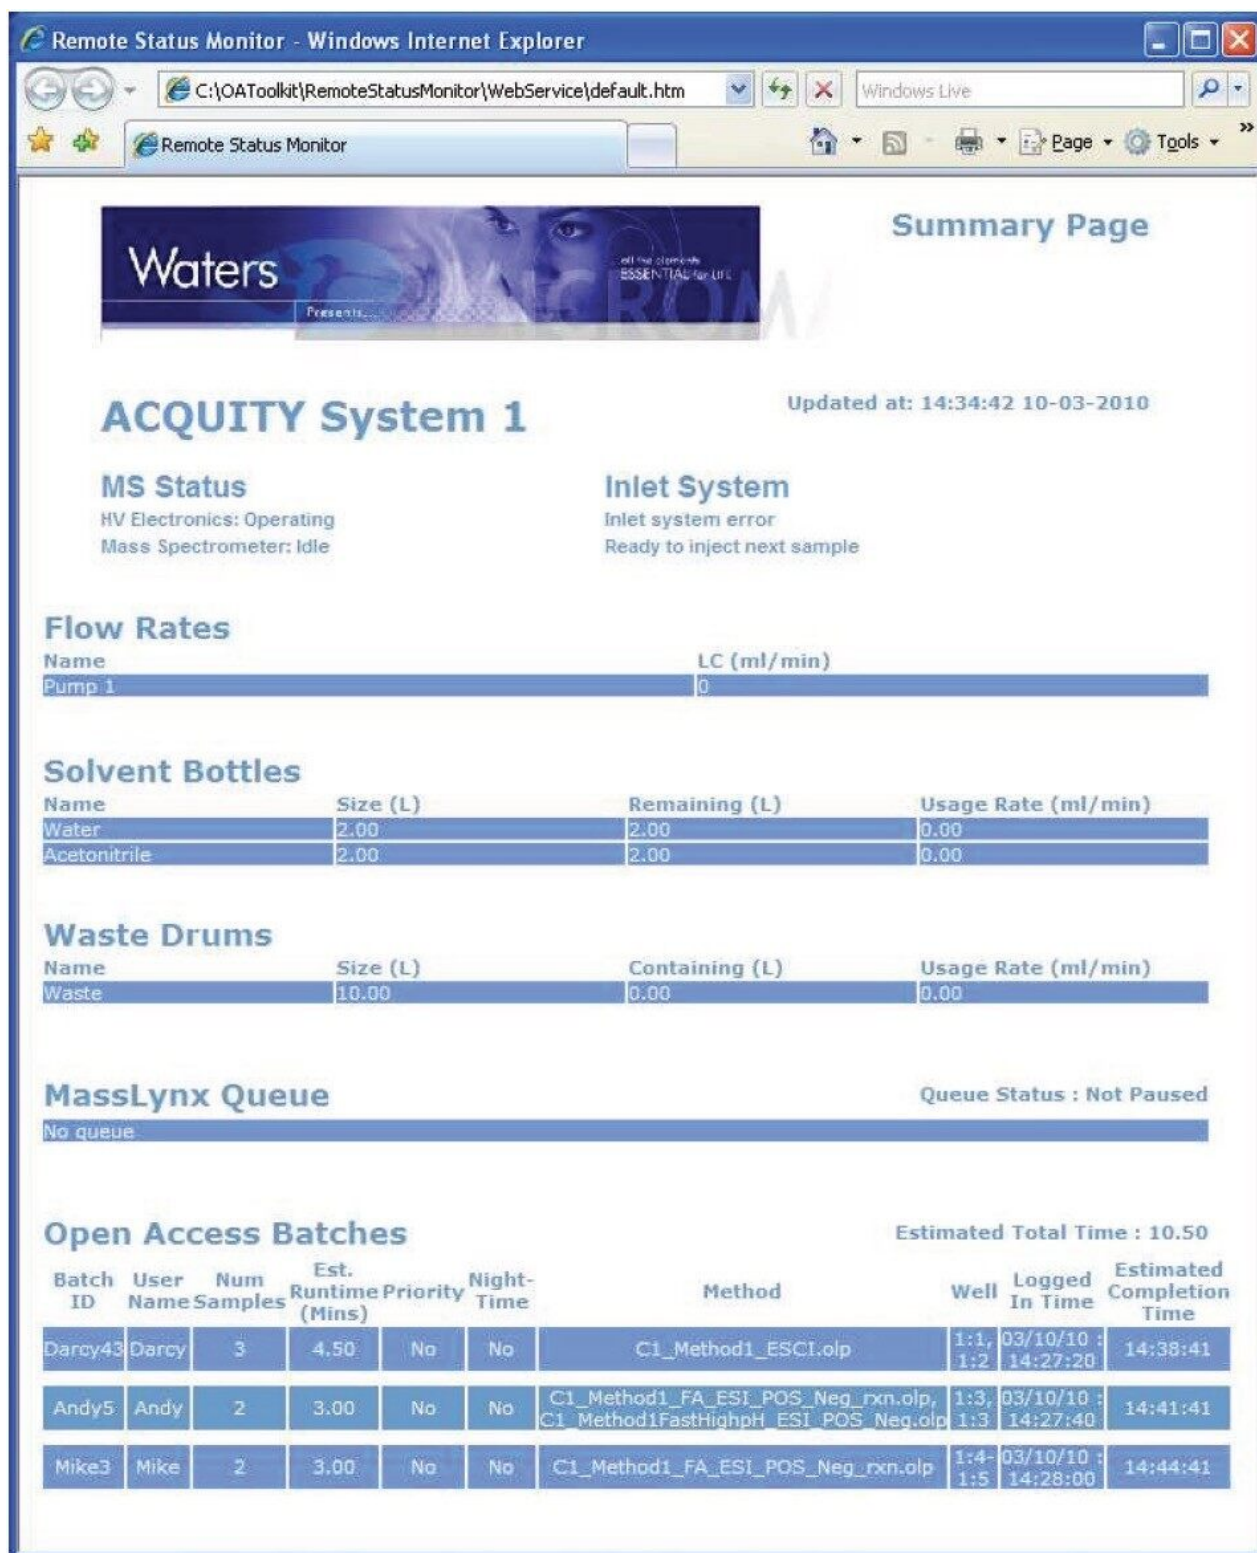 Remote Status Monitor - Windows Internet Explorer
C:\OAToolkit\RemoteStatusMonitor\WebService\default.htm
Windows Live
Remote Status Monitor
Page
Tools
»
Summary Page
Waters
all the elements
ESSENTIAL for LIFE
MICROMA
Presents...
ACQUITY System 1
Updated at: 14:34:42 10-03-2010
MS Status
Inlet System
HV Electronics: Operating
Inlet system error
Mass Spectrometer: Idle
Ready to inject next sample
Flow Rates
Name LC (ml/min)
Pump 1 0
Solvent Bottles
Name Size (L) Remaining (L) Usage Rate (ml/min)
Water 2.00 2.00 0.00
Acetonitrile 2.00 2.00 0.00
Waste Drums
Name Size (L) Containing (L) Usage Rate (ml/min)
Waste 10.00 0.00 0.00
MassLynx Queue
Queue Status : Not Paused
No queue
Open Access Batches
Estimated Total Time : 10.50
Batch ID User Name Num Samples Est. Runtime (Mins) Priority Night-Time Method Well Logged In Time Estimated Completion Time
Darcy43 Darcy 3 4.50 No No C1_Method1_ESCI.olp 1:1, 1:2 03/10/10 : 14:27:20 14:38:41
Andy5 Andy 2 3.00 No No C1_Method1_FA_ESI_POS_Neg_rxn.olp, C1_Method1FastHighpH_ESI_POS_Neg.olp 1:3, 1:3 03/10/10 : 14:27:40 14:41:41
Mike3 Mike 2 3.00 No No C1_Method1_FA_ESI_POS_Neg_rxn.olp 1:4-1:5 03/10/10 : 14:28:00 14:44:41